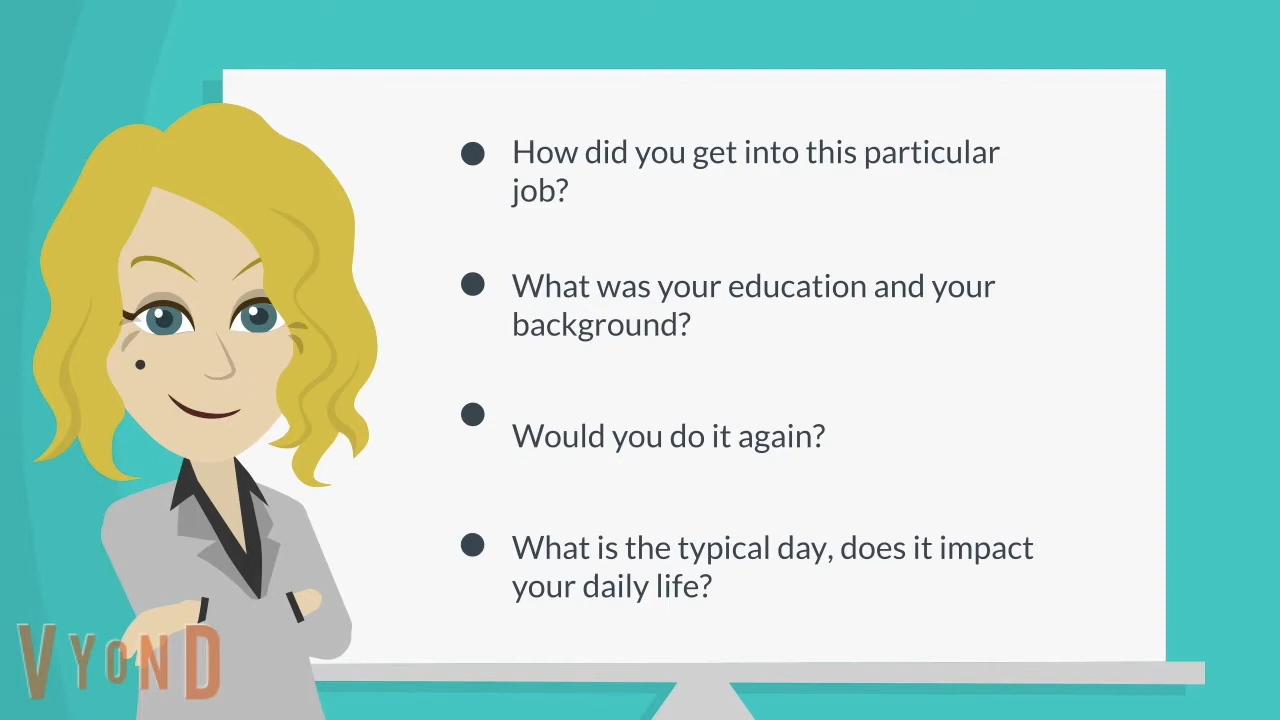 How did you get into this particular
job?
What was your education and your
background?
Would you do it again?
What is the typical day, does it impact
your daily life?
VYOND